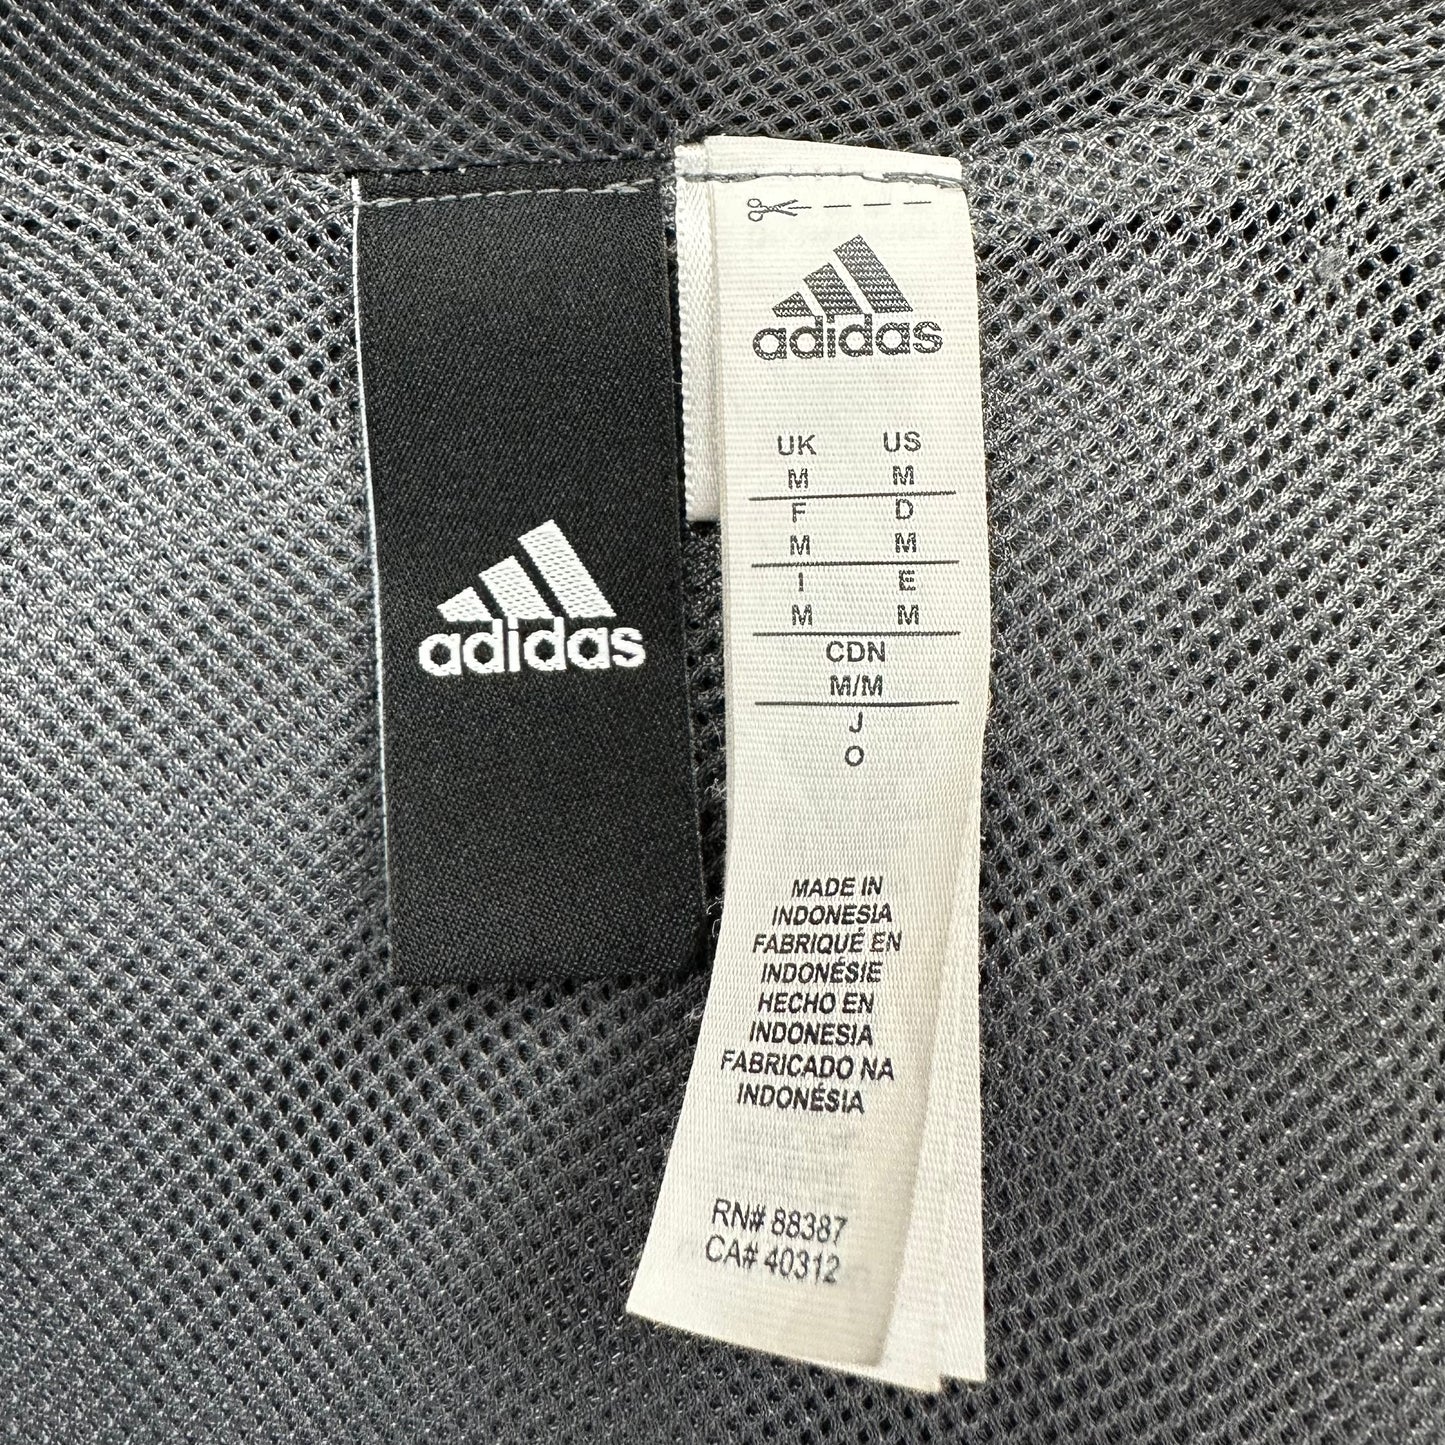 adidas
adidas
UK US
M M
F D
M M
I E
M M
CDN
M/M
J
O
MADE IN
INDONESIA
FABRIQUÉ EN
INDONÉSIE
HECHO EN
INDONESIA
FABRICADO NA
INDONÉSIA
RN# 88387
CA# 40312